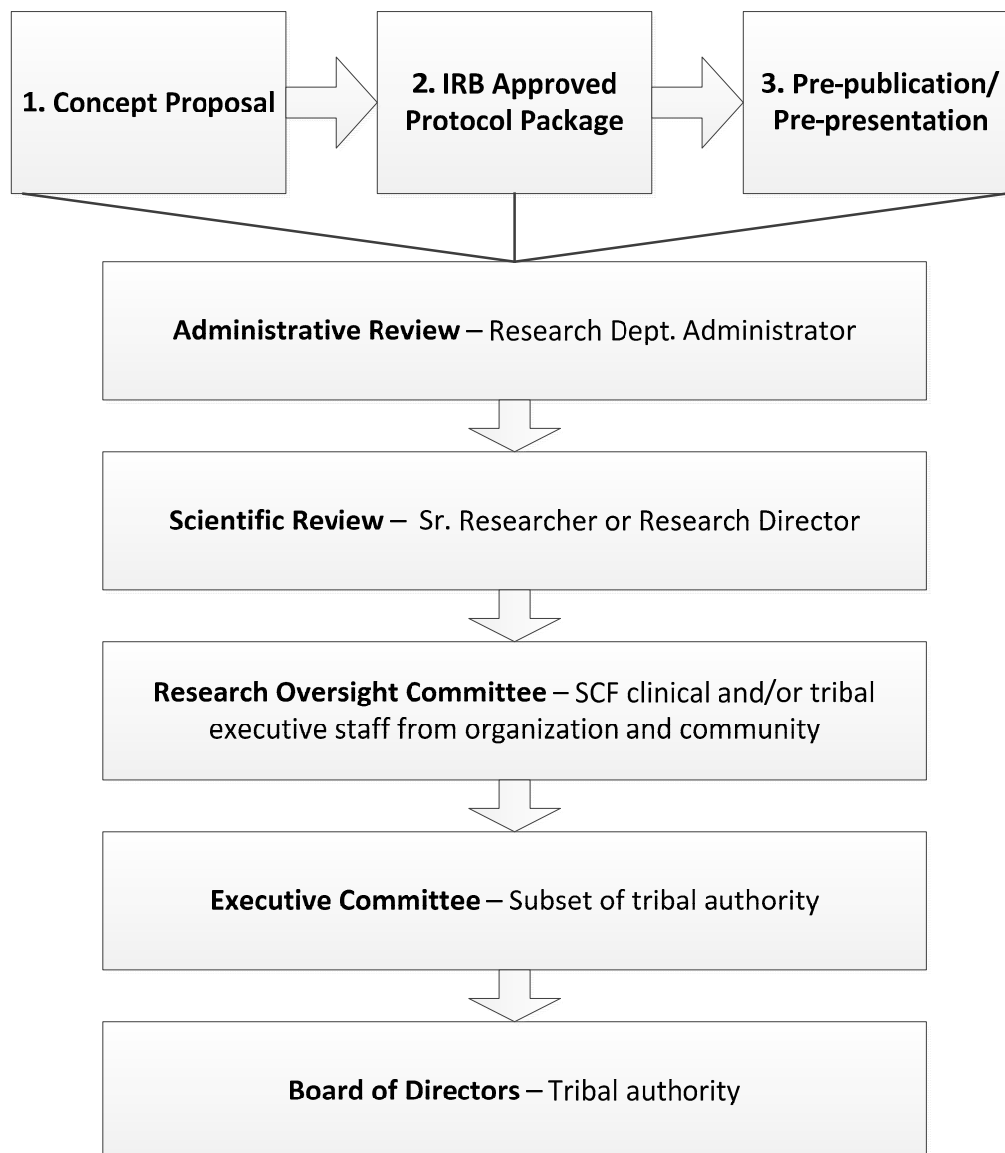 1. Concept Proposal
2. IRB Approved
Protocol Package
3. Pre-publication/
Pre-presentation
Administrative Review – Research Dept. Administrator
Scientific Review – Sr. Researcher or Research Director
Research Oversight Committee – SCF clinical and/or tribal
executive staff from organization and community
Executive Committee – Subset of tribal authority
Board of Directors – Tribal authority